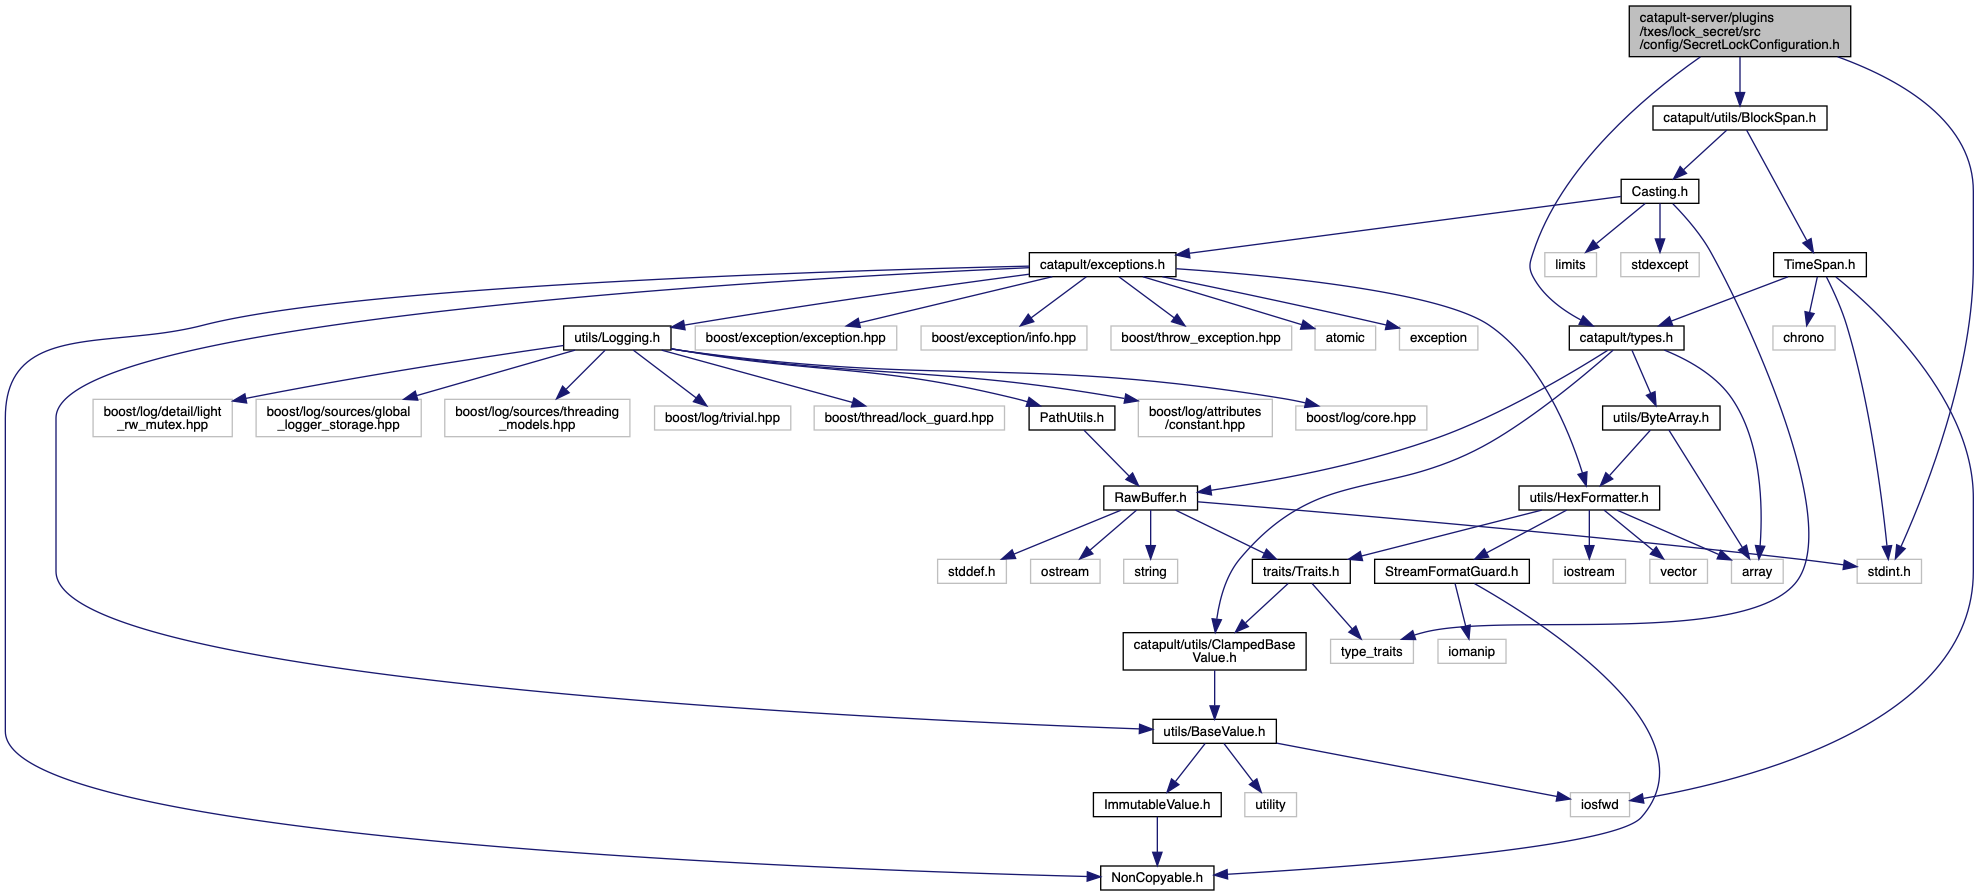 catapult-server/plugins
/txes/lock_secret/src
/config/SecretLockConfiguration.h
catapult/utils/BlockSpan.h
Casting.h
catapult/exceptions.h
limits
stdexcept
TimeSpan.h
utils/Logging.h
boost/exception/exception.hpp
boost/exception/info.hpp
boost/throw_exception.hpp
atomic
exception
catapult/types.h
chrono
boost/log/detail/light
_rw_mutex.hpp
boost/log/sources/global
_logger_storage.hpp
boost/log/sources/threading
_models.hpp
boost/log/trivial.hpp
boost/thread/lock_guard.hpp
PathUtils.h
boost/log/attributes
/constant.hpp
boost/log/core.hpp
utils/ByteArray.h
RawBuffer.h
utils/HexFormatter.h
stddef.h
ostream
string
traits/Traits.h
StreamFormatGuard.h
iostream
vector
array
stdint.h
catapult/utils/ClampedBase
Value.h
type_traits
iomanip
utils/BaseValue.h
ImmutableValue.h
utility
iosfwd
NonCopyable.h